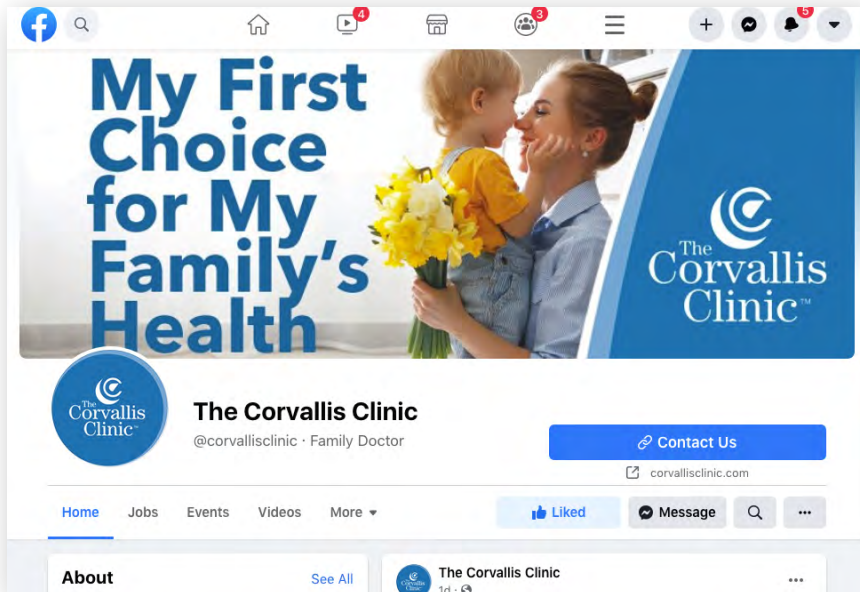 4
3
5
My First
Choice
for My
Family's
Health
The
Corvallis
Clinic™
The
Corvallis
Clinic™
The Corvallis Clinic
@corvallisclinic · Family Doctor
Contact Us
corvallisclinic.com
Home Jobs Events Videos More
Liked Message
About See All
The Corvallis Clinic
1d ·